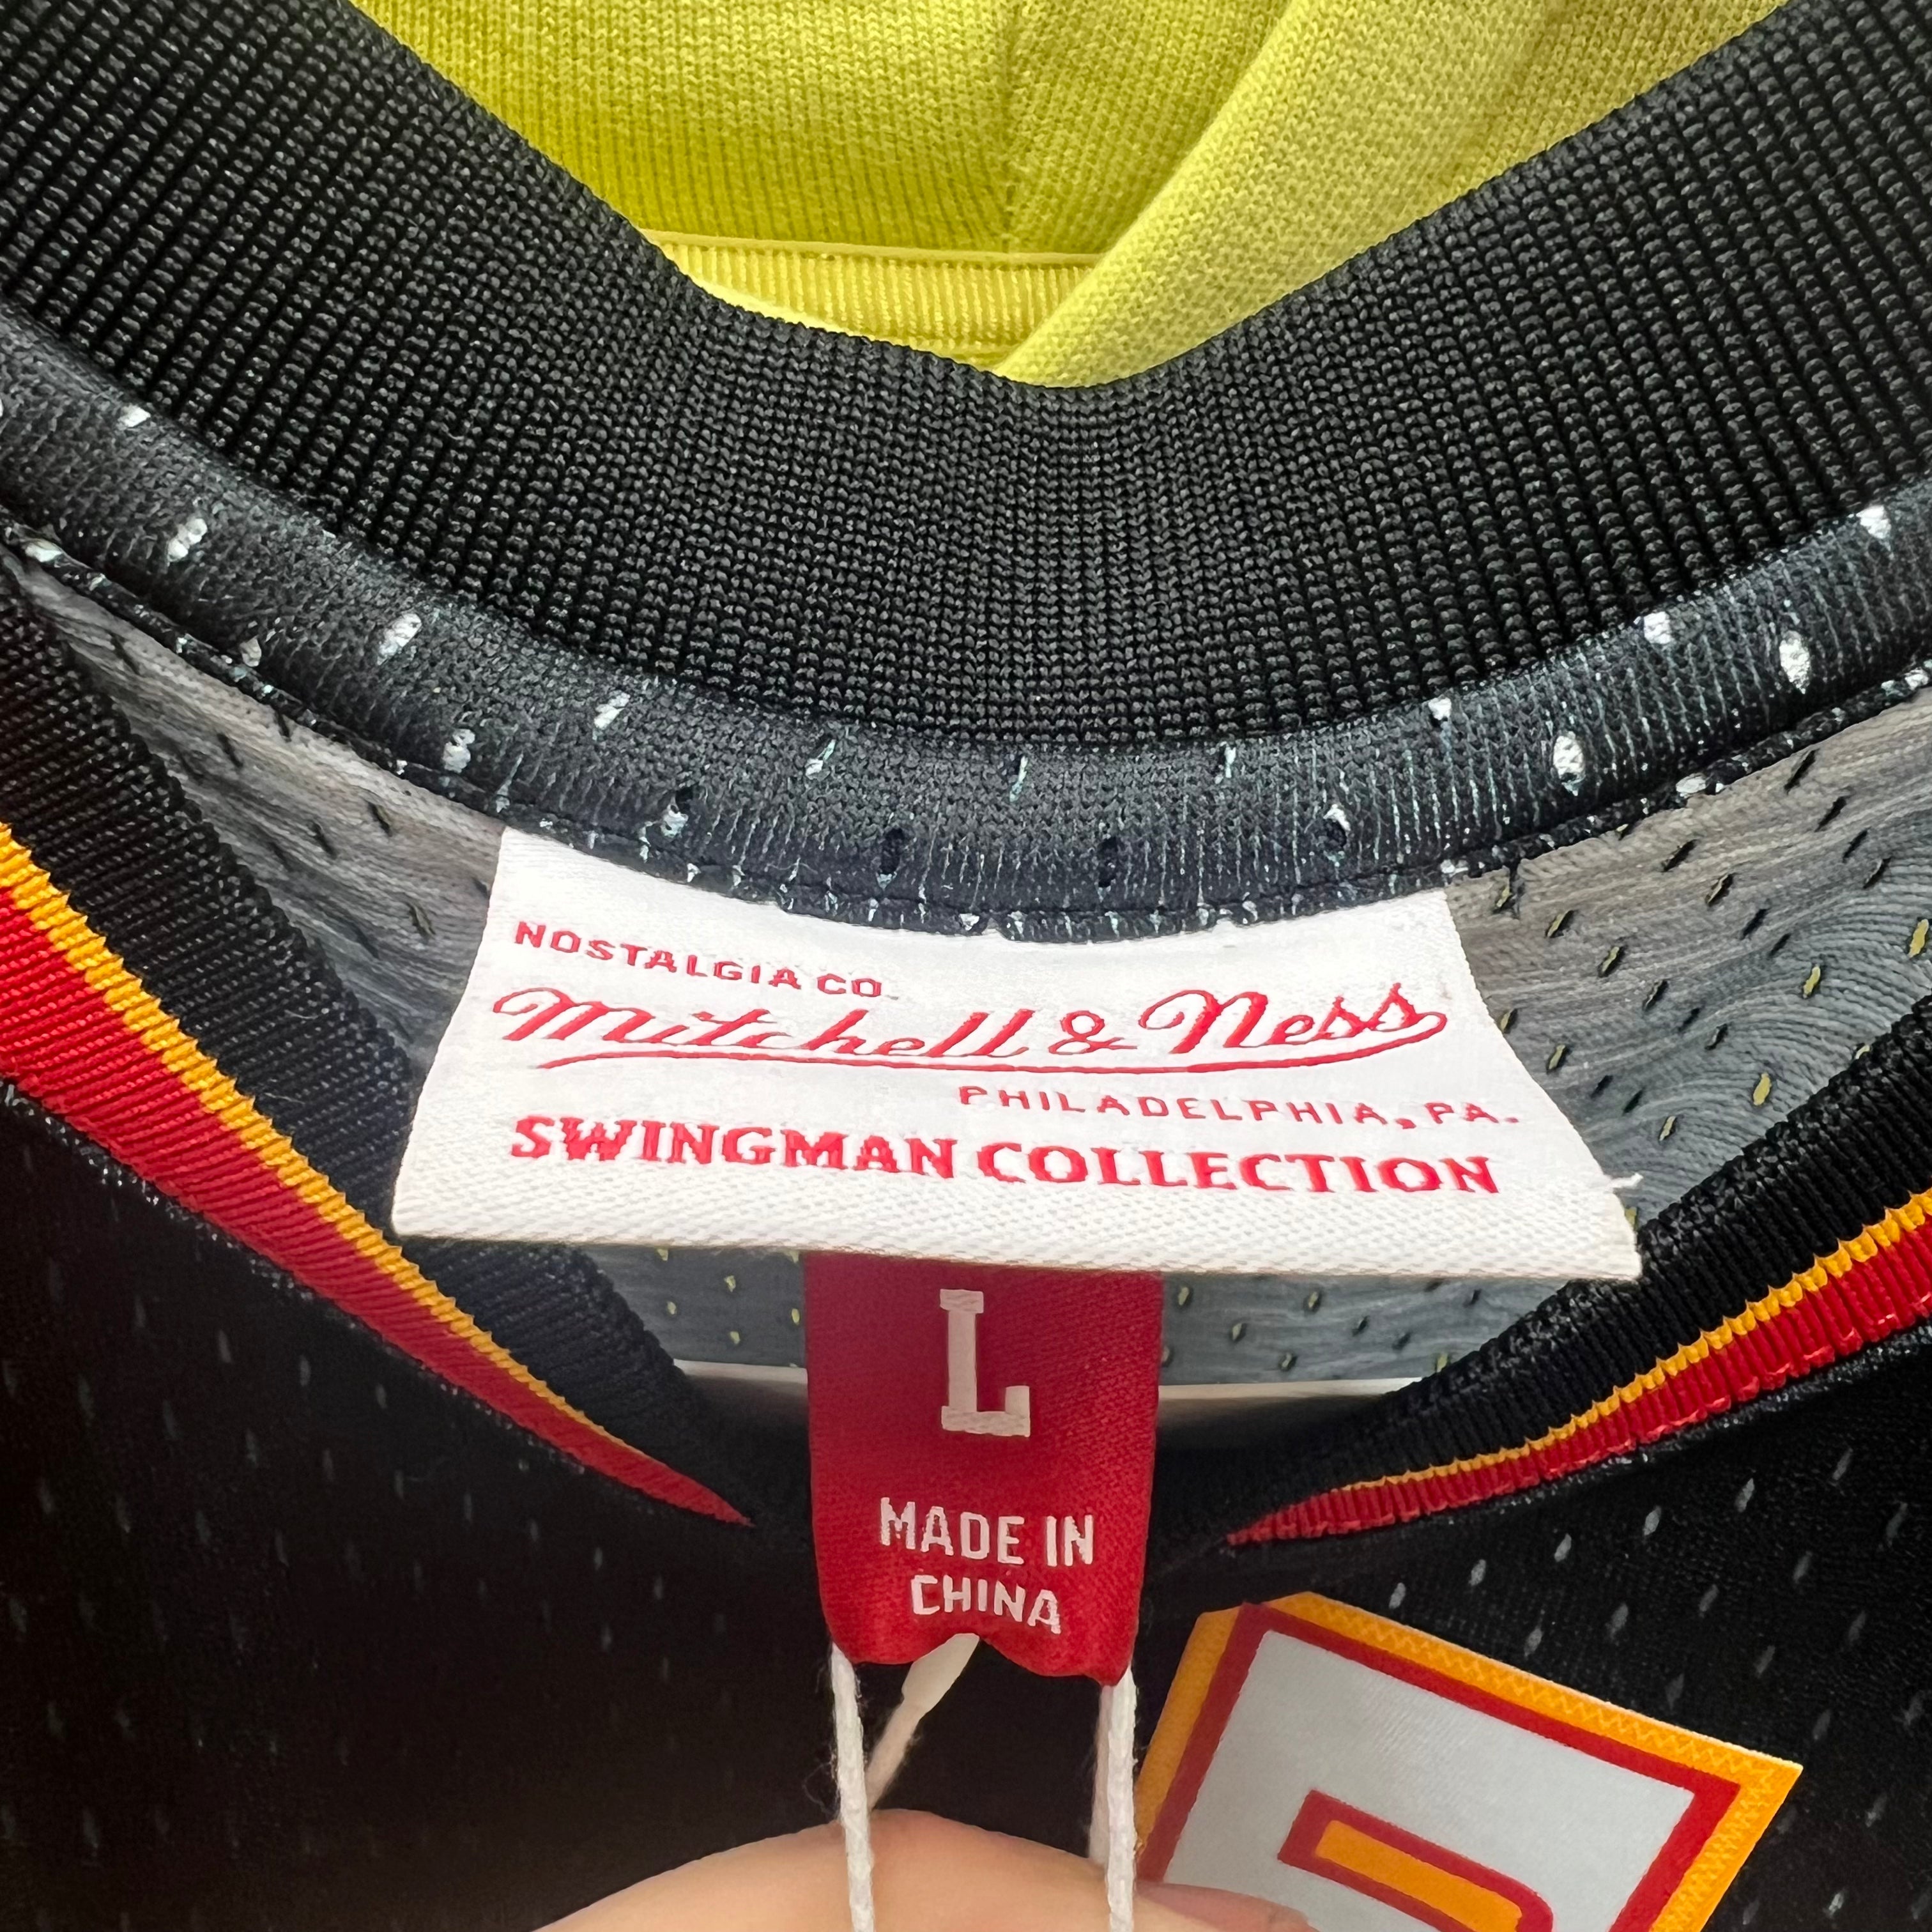 NOSTALGIA CO.
Mitchell & Ness
PHILADELPHIA, PA.
SWINGMAN COLLECTION
L
MADE IN
CHINA